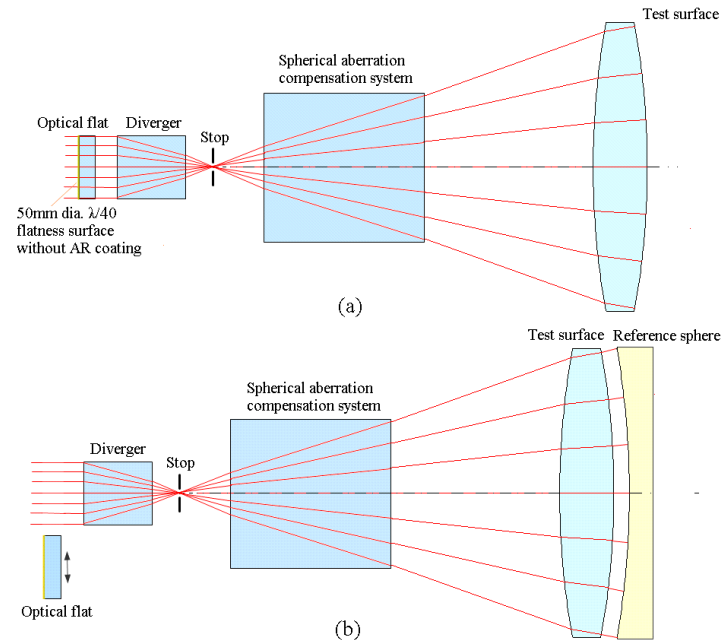 Test surface
Spherical aberration
compensation system
Optical flat
Diverger
Stop
50mm dia. λ/40
flatness surface
without AR coating
(a)
Test surface
Reference sphere
Spherical aberration
compensation system
Diverger
Stop
Optical flat
(b)